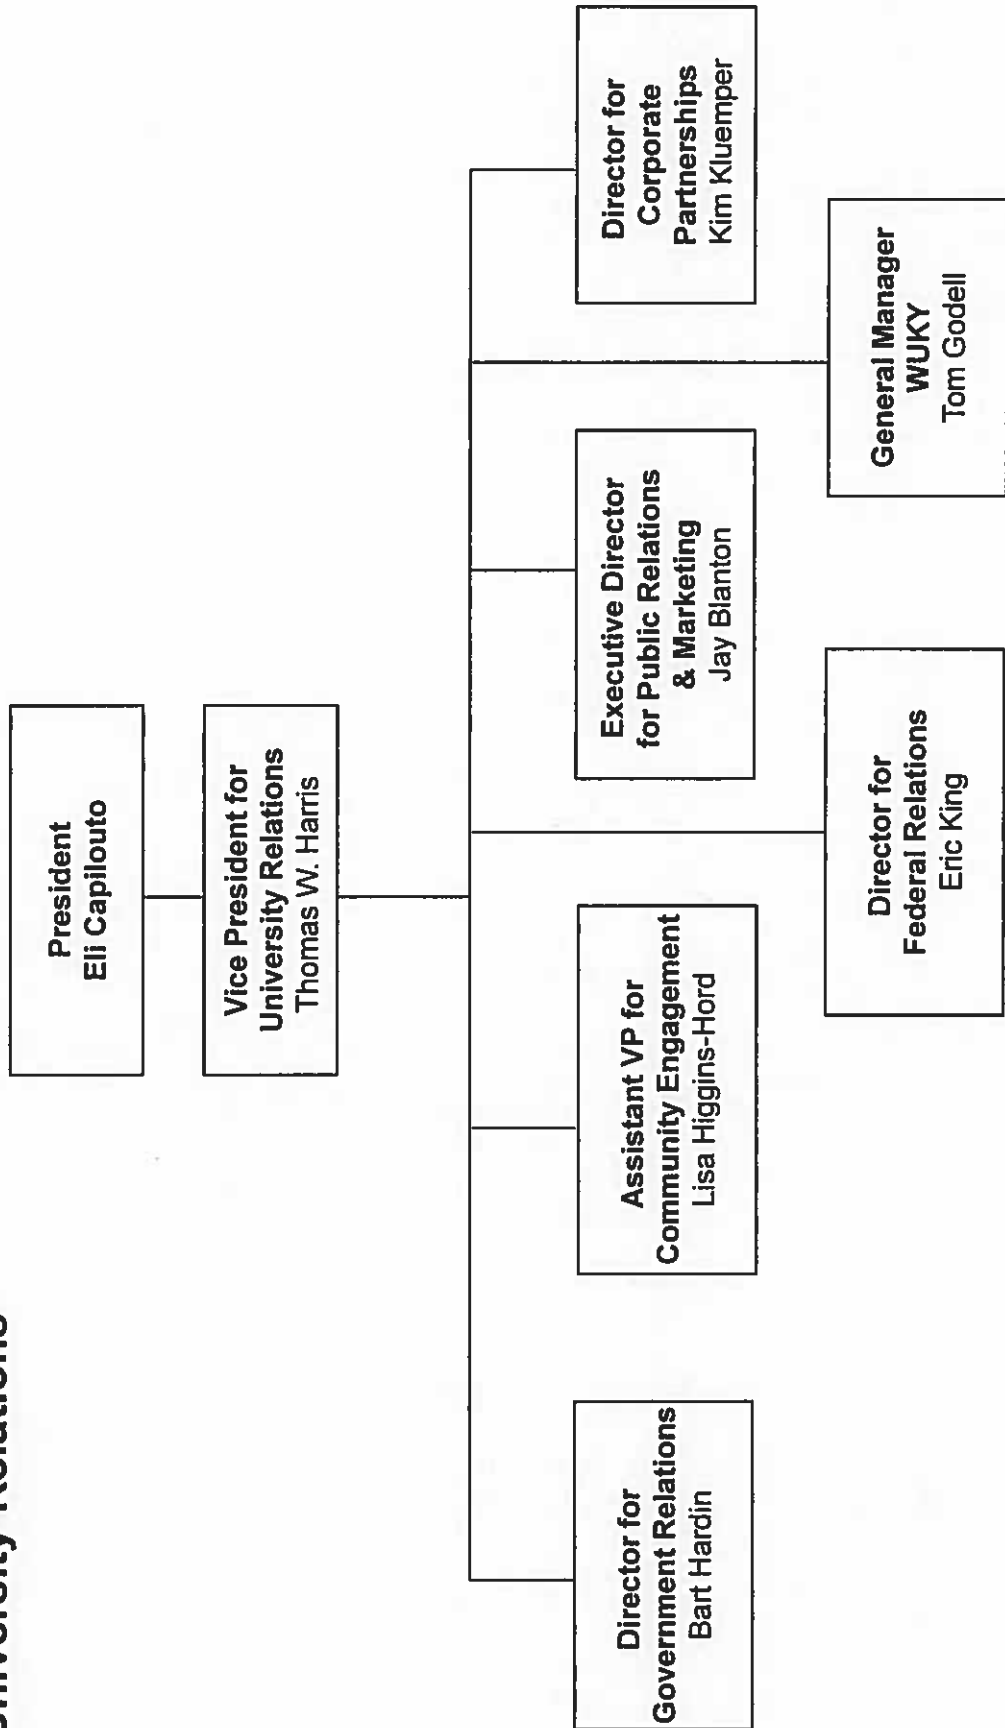 University Relations
President
Eli Capilouto
Vice President for
University Relations
Thomas W. Harris
Director for
Government Relations
Bart Hardin
Assistant VP for
Community Engagement
Lisa Higgins-Hord
Executive Director
for Public Relations
& Marketing
Jay Blanton
Director for
Corporate
Partnerships
Kim Kluemper
Director for
Federal Relations
Eric King
General Manager
WUKY
Tom Godell